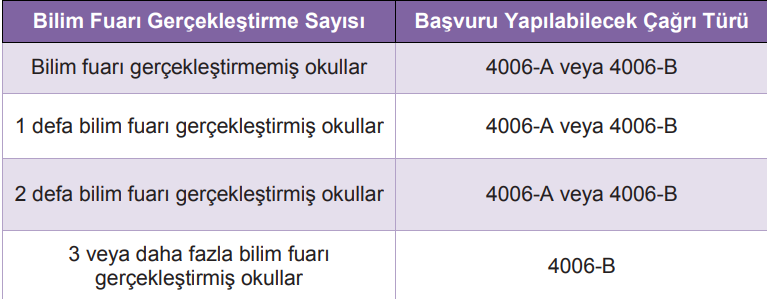 Bilim Fuarı Gerçekleştirme Sayısı
Başvuru Yapılabilecek Çağrı Türü
Bilim fuarı gerçekleştirmemiş okullar
4006-A veya 4006-B
1 defa bilim fuarı gerçekleştirmiş okullar
4006-A veya 4006-B
2 defa bilim fuarı gerçekleştirmiş okullar
4006-A veya 4006-B
3 veya daha fazla bilim fuarı
gerçekleştirmiş okullar
4006-B